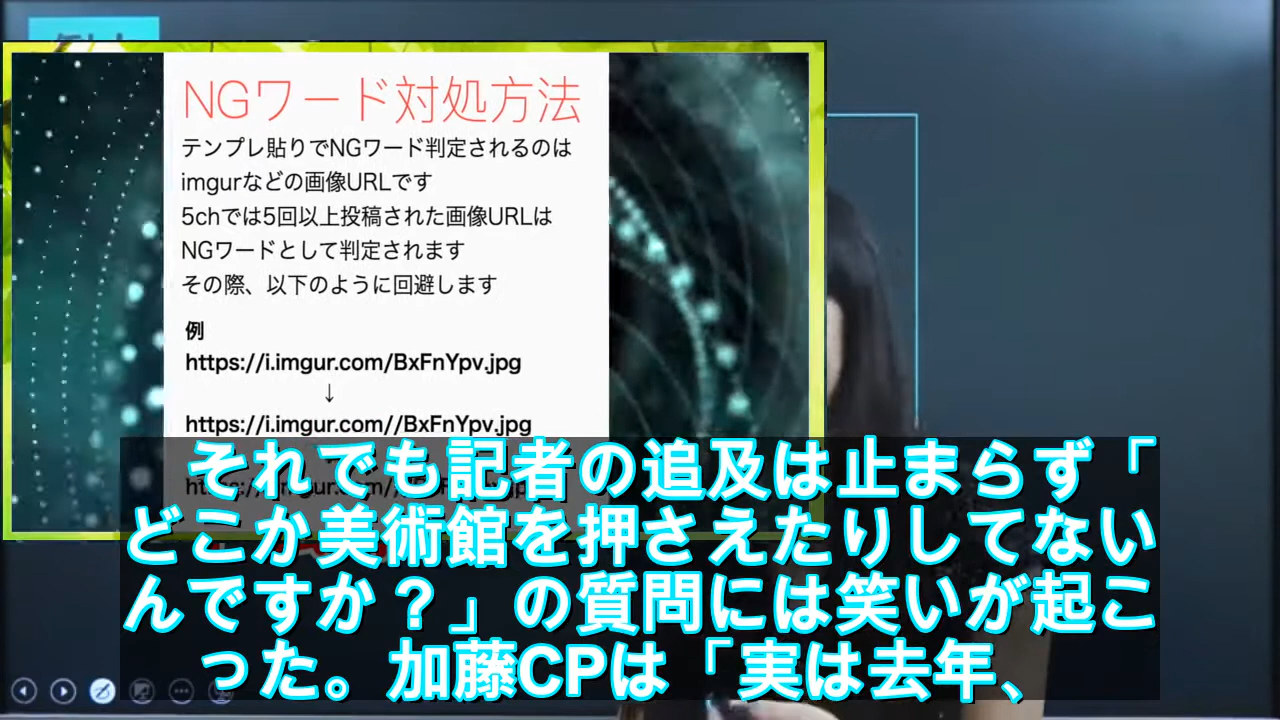 NGワード対処方法
テンプレ貼りでNGワード判定されるのは
imgurなどの画像URLです
5chでは5回以上投稿された画像URLは
NGワードとして判定されます
その際、以下のように回避します
例
https://i.imgur.com/BxFnYpv.jpg
↓
https://i.imgur.com//BxFnYpv.jpg
それでも記者の追及は止まらず「
どこか美術館を押さえたりしてない
んですか？」の質問には笑いが起こ
った。加藤CPは「実は去年、